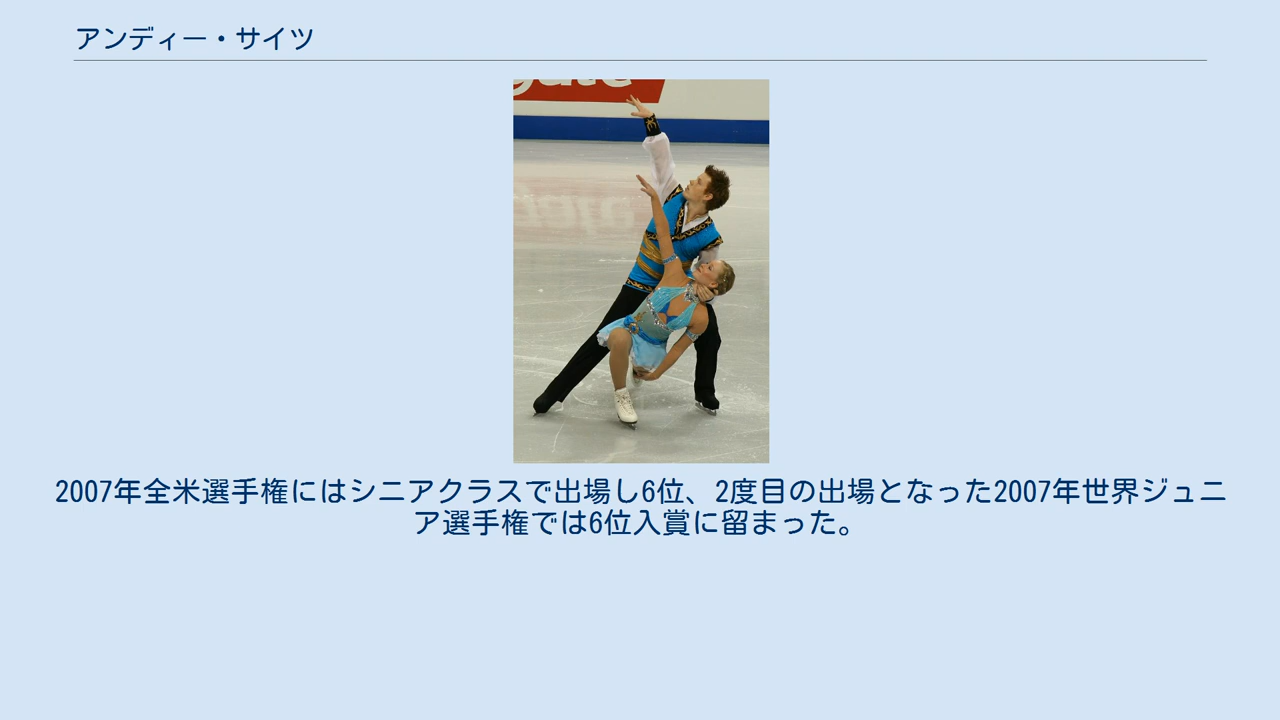 アンディー・サイツ
2007年全米選手権にはシニアクラスで出場し6位、2度目の出場となった2007年世界ジュニ
ア選手権では6位入賞に留まった。